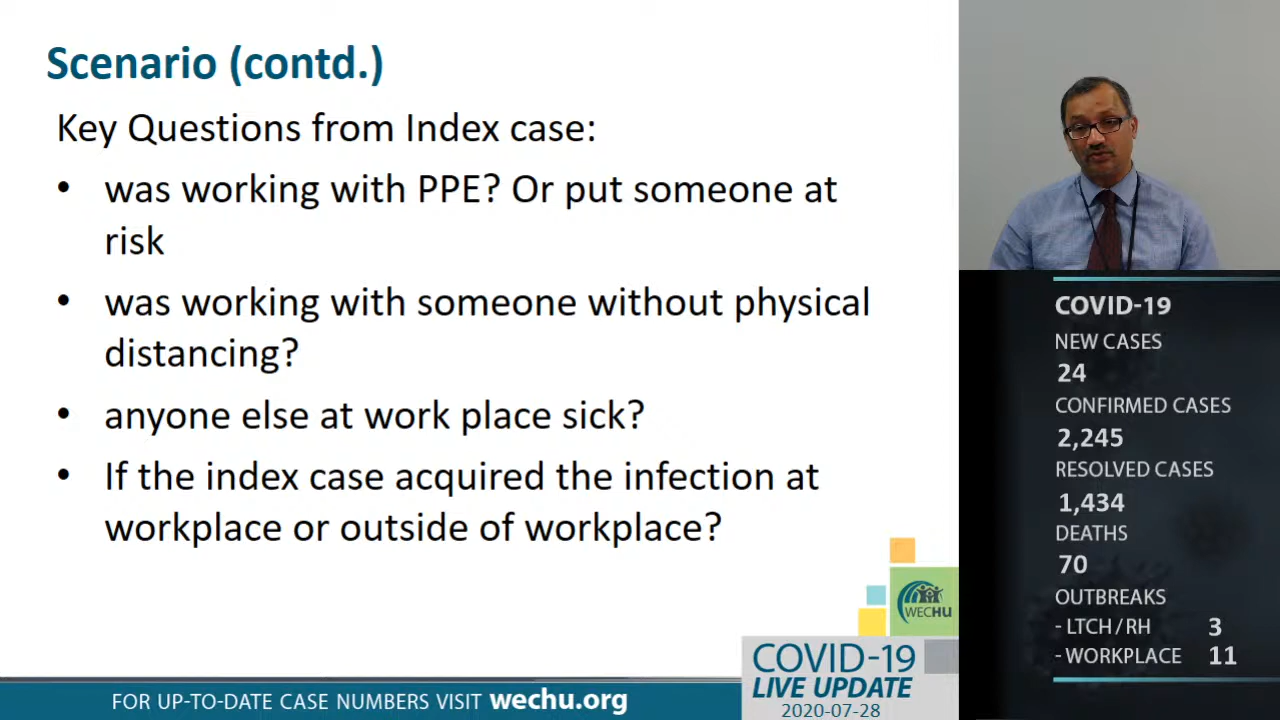 Scenario (contd.)
Key Questions from Index case:
• was working with PPE? Or put someone at
risk
• was working with someone without physical
distancing?
• anyone else at work place sick?
• If the index case acquired the infection at
workplace or outside of workplace?
WECHU
COVID-19
LIVE UPDATE
2020-07-28
FOR UP-TO-DATE CASE NUMBERS VISIT wechu.org
COVID-19
NEW CASES
24
CONFIRMED CASES
2,245
RESOLVED CASES
1,434
DEATHS
70
OUTBREAKS
- LTCH / RH 3
- WORKPLACE 11